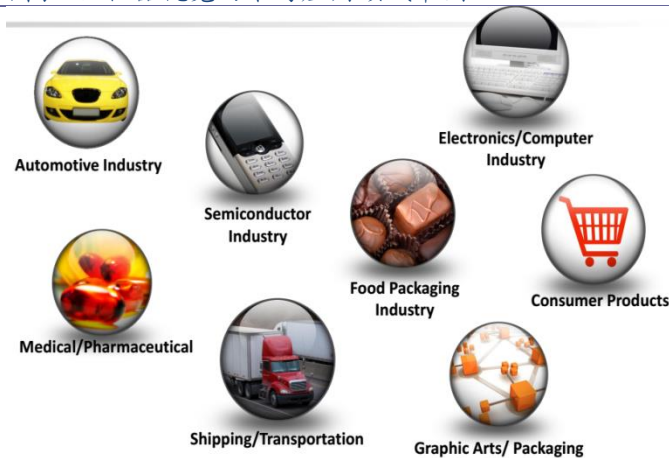 Automotive Industry
Electronics/Computer
Industry
Semiconductor
Industry
Food Packaging
Industry
Consumer Products
Medical/Pharmaceutical
Shipping/Transportation
Graphic Arts/ Packaging